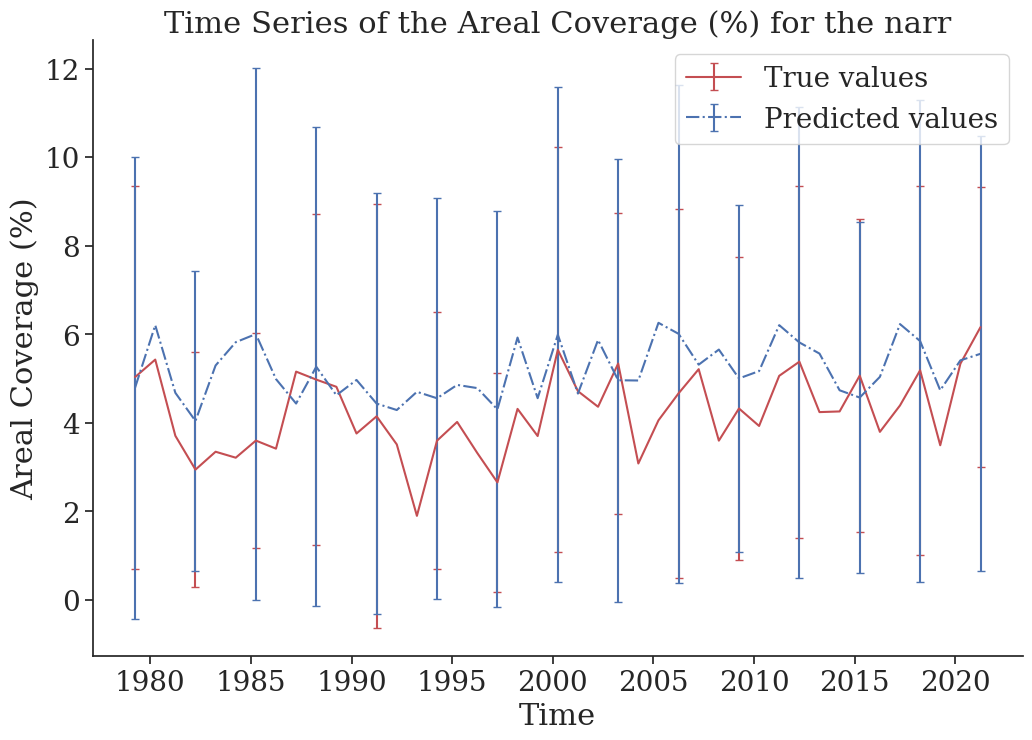 Time Series of the Areal Coverage (%) for the narr
True values
Predicted values
Areal Coverage (%)
12
10
8
6
4
2
0
1980 1985 1990 1995 2000 2005 2010 2015 2020
Time